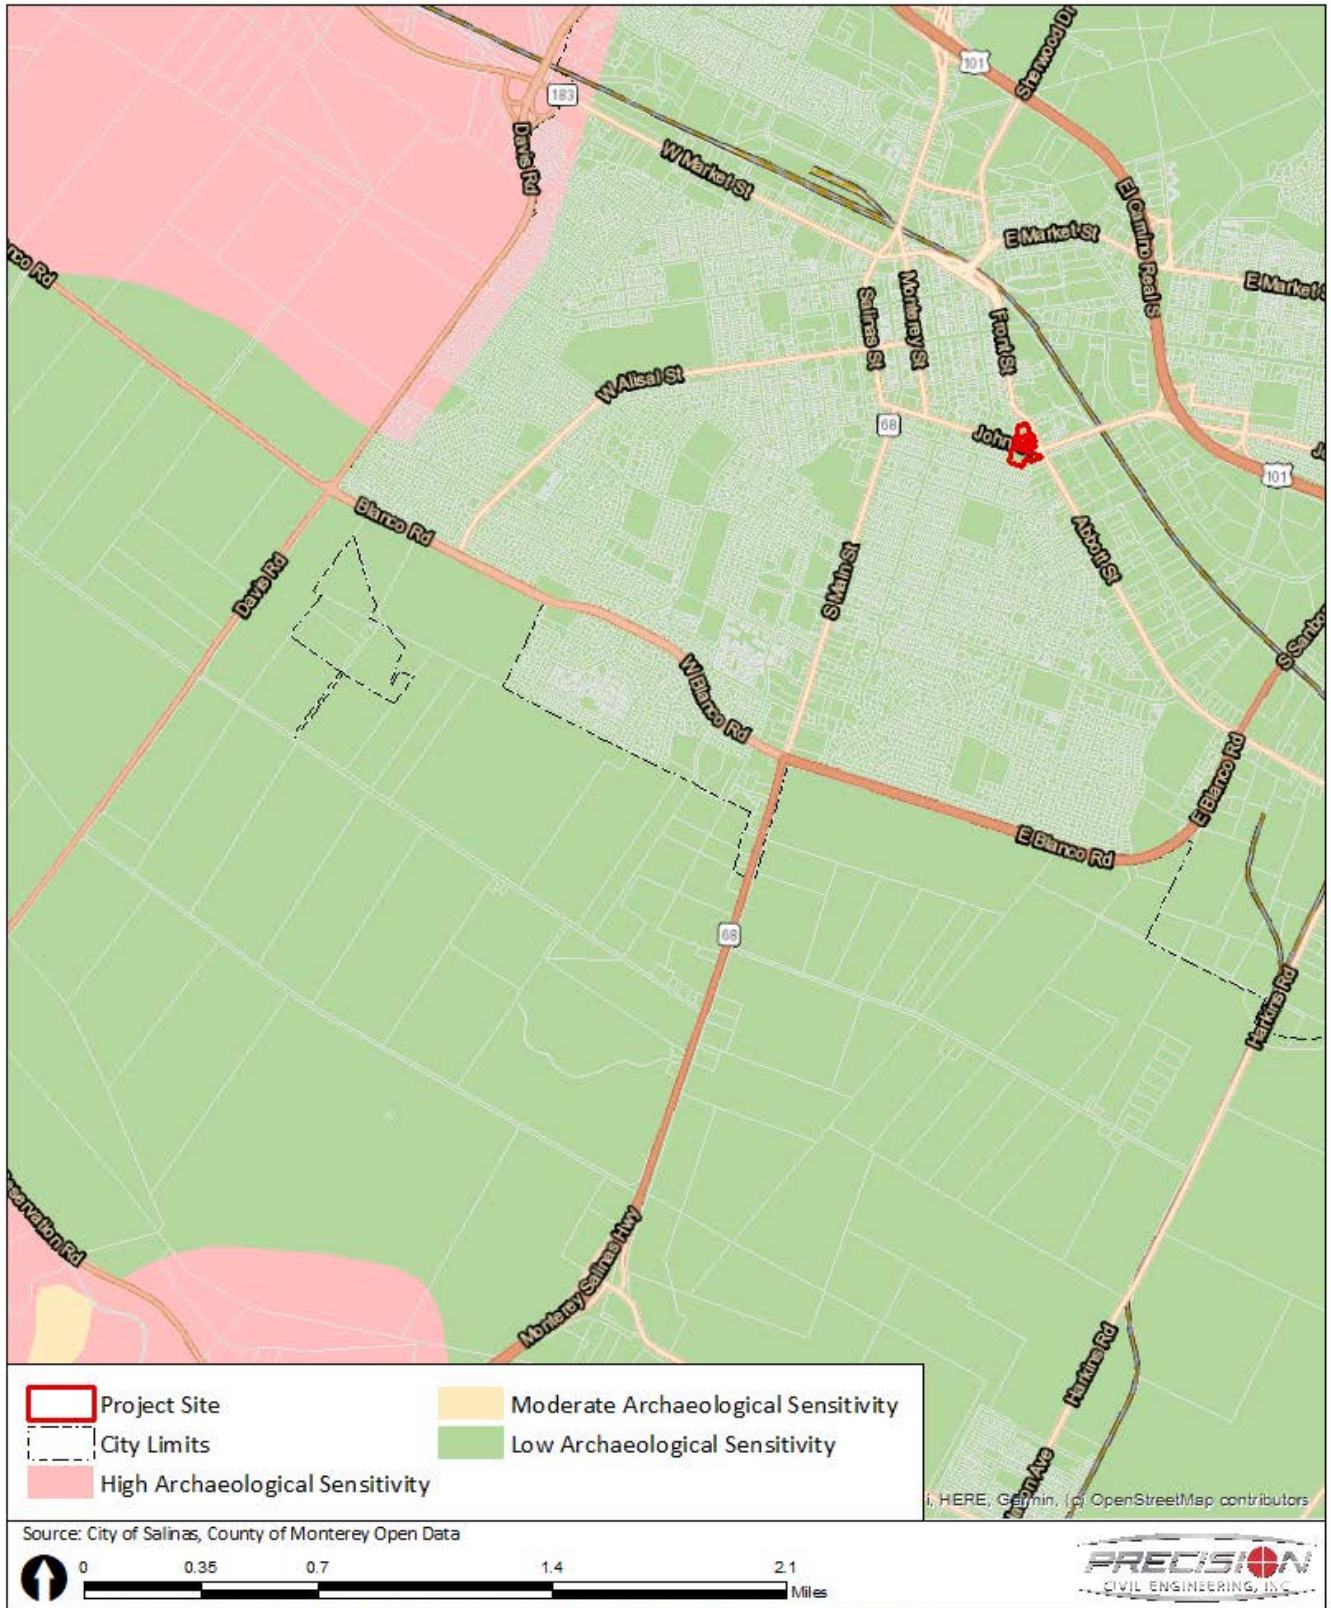 101
Sherwood Dr
183
Davis Rd
W Market St
El Camino Real S
E Market St
E Market
Rd
Salinas St
Monterey St
Front St
W Alisal St
68
John
101
Blanco Rd
Abbott St
Davis Rd
S Main St
W Blanco Rd
E Blanco Rd
E Blanco Rd
68
Harkins Rd
Rd
Monterey Salinas Hwy
Harkins Rd
Ave
Project Site
City Limits
High Archaeological Sensitivity
Moderate Archaeological Sensitivity
Low Archaeological Sensitivity
HERE, Garmin, (c) OpenStreetMap contributors
Source: City of Salinas, County of Monterey Open Data
0 0.35 0.7 1.4 2.1
Miles
PRECISION
CIVIL ENGINEERING, INC